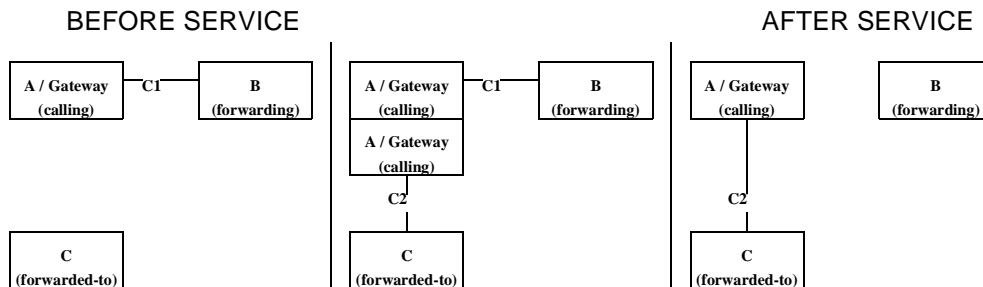 BEFORE SERVICE
AFTER SERVICE
A / Gateway
(calling)
C1
B
(forwarding)
A / Gateway
(calling)
C1
B
(forwarding)
A / Gateway
(calling)
B
(forwarding)
A / Gateway
(calling)
C2
C2
C
(forwarded-to)
C
(forwarded-to)
C
(forwarded-to)